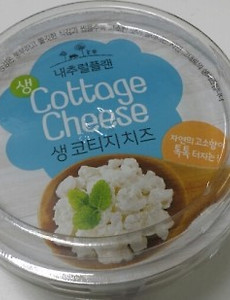 내추럴플랜
생
Cottage
Cheese
생 코티지 치즈
자연의 고소함이
톡톡 터지는!